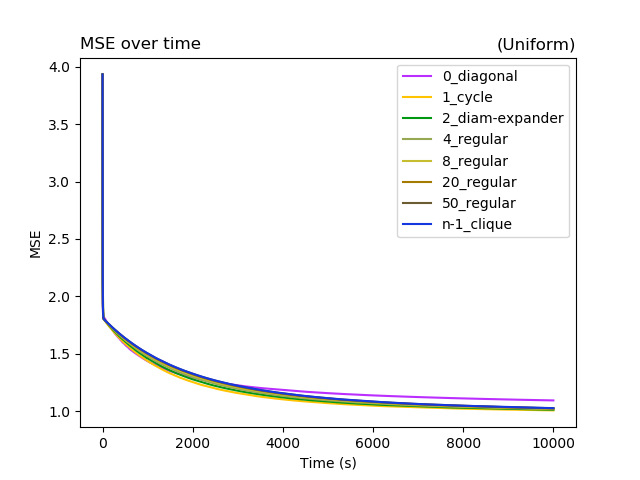 MSE over time (Uniform)
4.0
3.5
3.0
2.5
2.0
1.5
1.0
MSE
0_diagonal
1_cycle
2_diam-expander
4_regular
8_regular
20_regular
50_regular
n-1_clique
0 2000 4000 6000 8000 10000
Time (s)